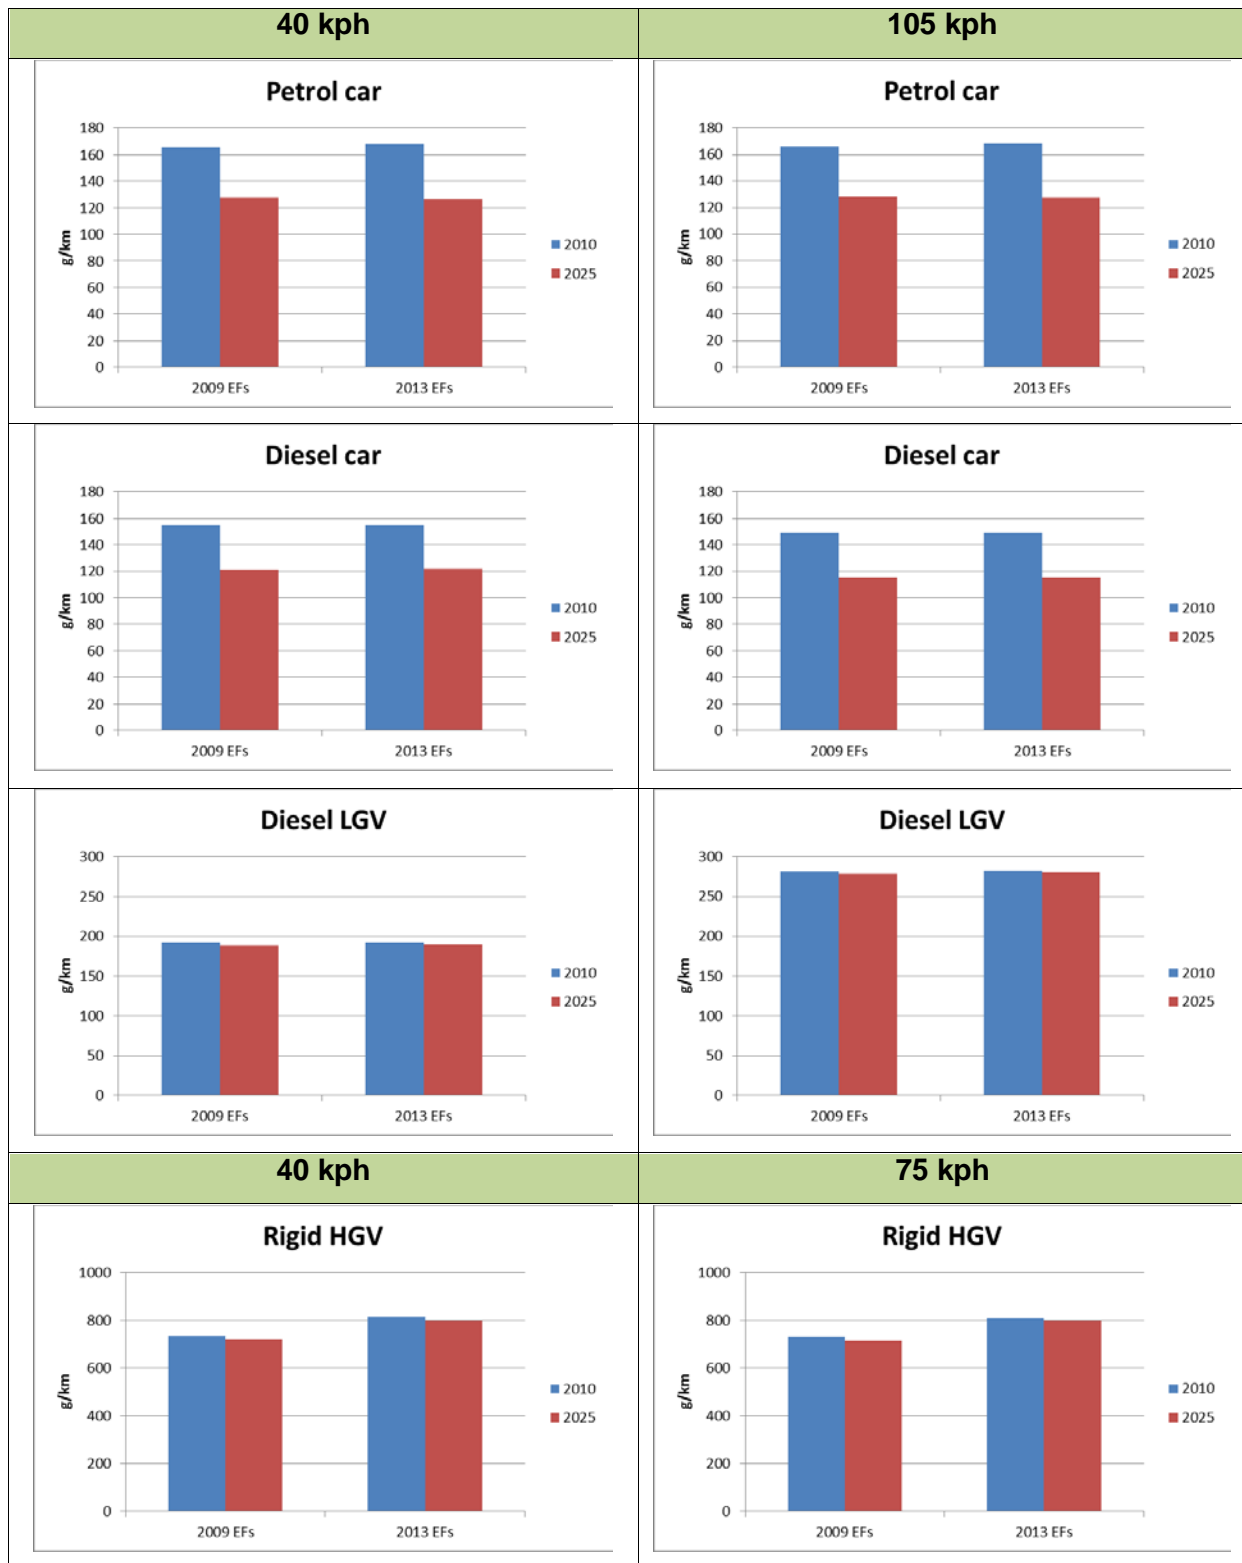 40 kph
105 kph
Petrol car
180
160
140
120
100
80
60
40
20
0
g/km
2009 EFs
2013 EFs
2010
2025
Petrol car
180
160
140
120
100
80
60
40
20
0
g/km
2009 EFs
2013 EFs
2010
2025
Diesel car
180
160
140
120
100
80
60
40
20
0
g/km
2009 EFs
2013 EFs
2010
2025
Diesel car
180
160
140
120
100
80
60
40
20
0
g/km
2009 EFs
2013 EFs
2010
2025
Diesel LGV
300
250
200
150
100
50
0
g/km
2009 EFs
2013 EFs
2010
2025
Diesel LGV
300
250
200
150
100
50
0
g/km
2009 EFs
2013 EFs
2010
2025
40 kph
75 kph
Rigid HGV
1000
800
600
400
200
0
g/km
2009 EFs
2013 EFs
2010
2025
Rigid HGV
1000
800
600
400
200
0
g/km
2009 EFs
2013 EFs
2010
2025